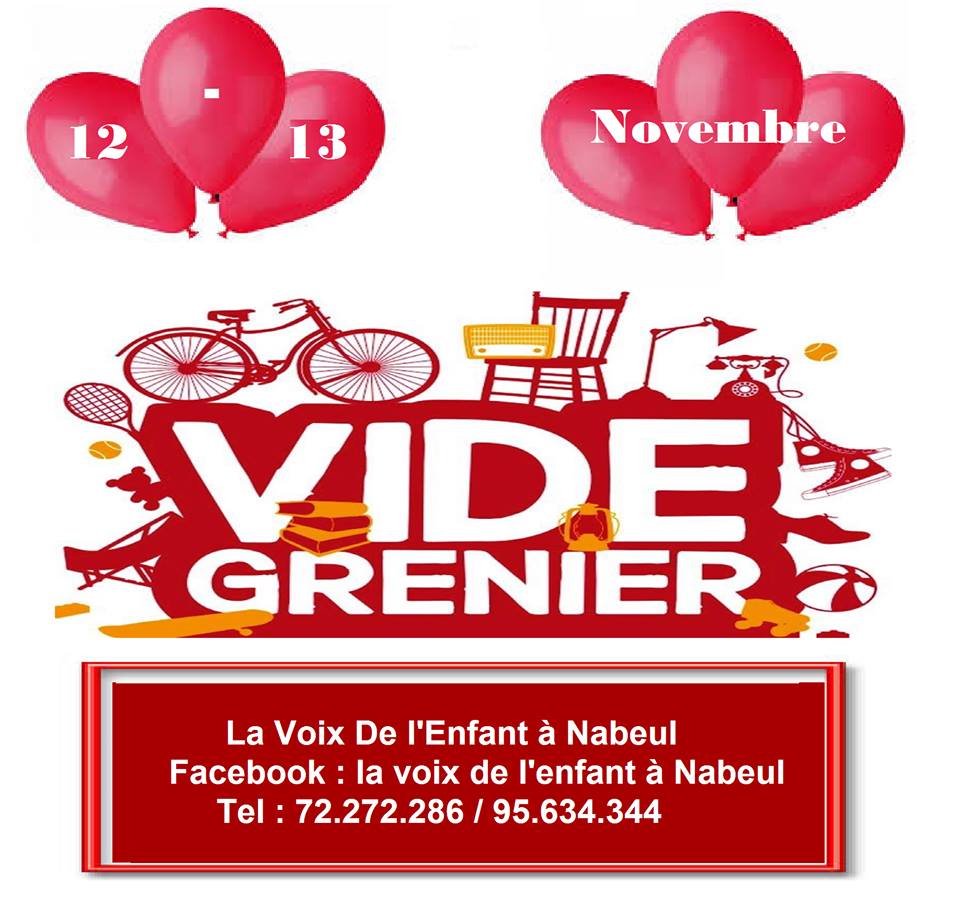 12 - 13 Novembre
VIDE
GRENIER
La Voix De l'Enfant à Nabeul
Facebook : la voix de l'enfant à Nabeul
Tel : 72.272.286 / 95.634.344